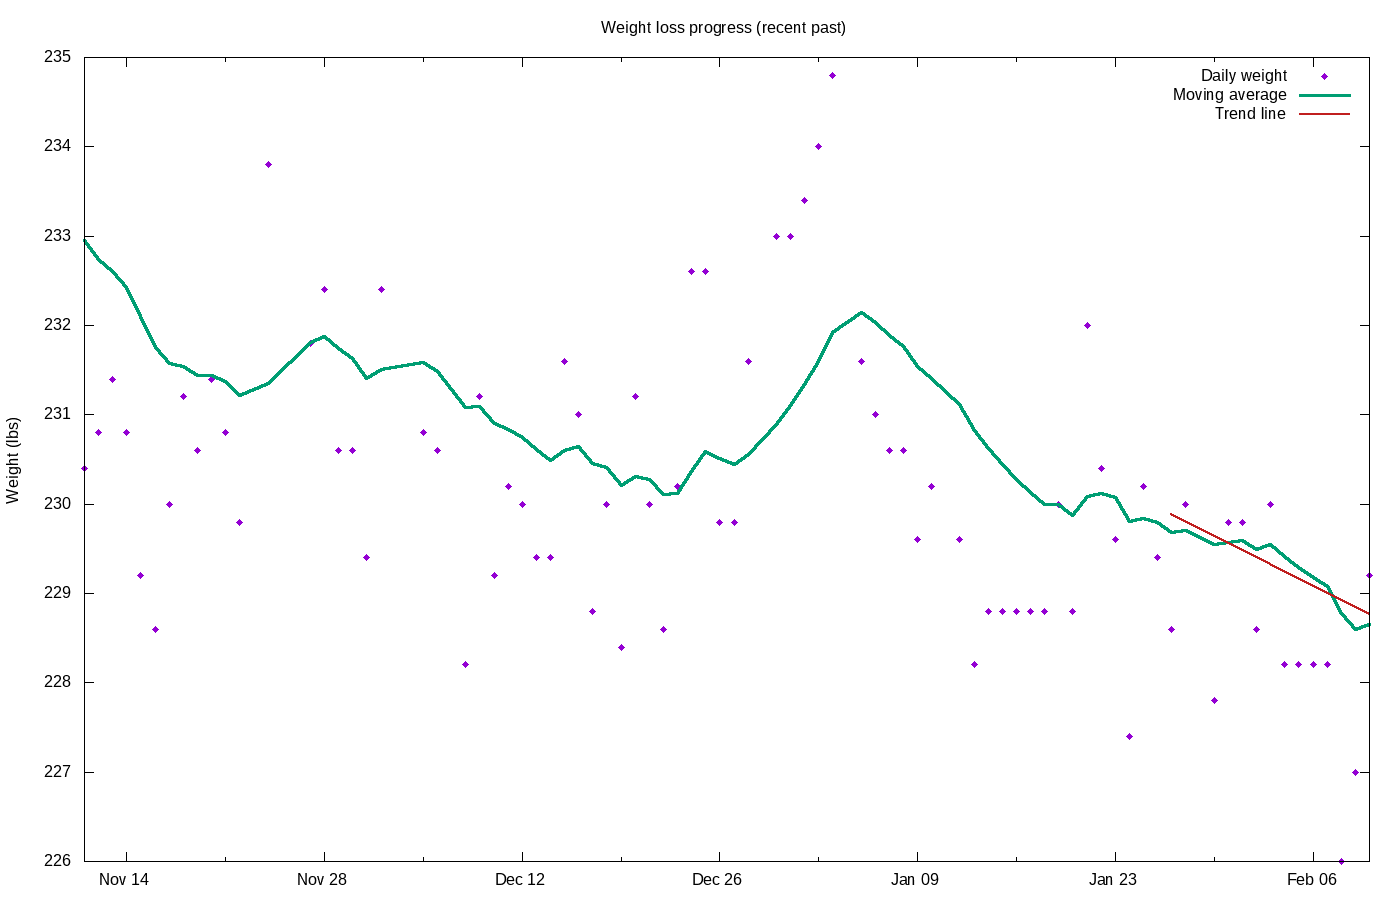 Weight loss progress (recent past)
Daily weight
Moving average
Trend line
Weight (lbs)
235
234
233
232
231
230
229
228
227
226
Nov 14 Nov 28 Dec 12 Dec 26 Jan 09 Jan 23 Feb 06